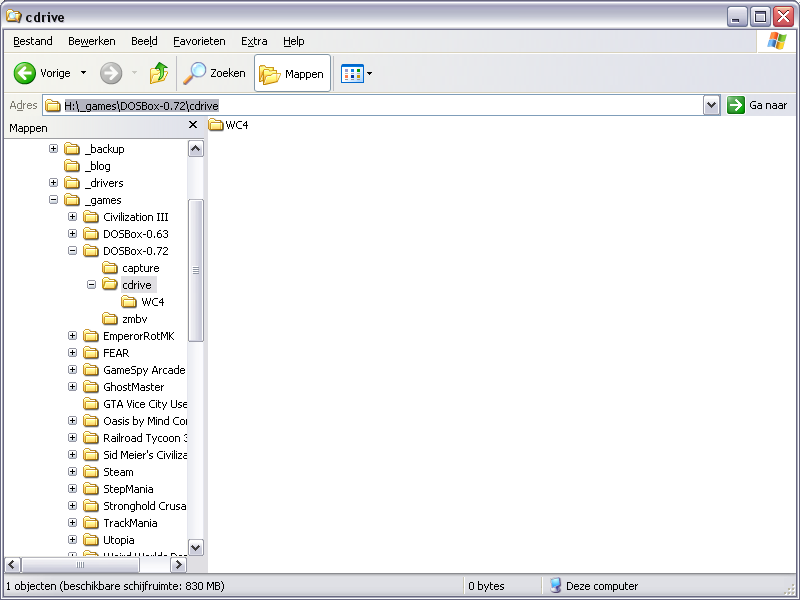 cdrive
Bestand Bewerken Beeld Favorieten Extra Help
Vorige Zoeken Mappen
Adres H:\_games\DOSBox-0.72\cdrive Ga naar
Mappen
WC4
_backup
_blog
_drivers
_games
Civilization III
DOSBox-0.63
DOSBox-0.72
capture
cdrive
WC4
zmbv
EmperorRotMK
FEAR
GameSpy Arcade
GhostMaster
GTA Vice City Use
Oasis by Mind Co
Railroad Tycoon 3
Sid Meier's Civiliza
Steam
StepMania
Stronghold Crusa
TrackMania
Utopia
Weird Worlds
1 objecten (beschikbare schijfruimte: 830 MB) 0 bytes Deze computer